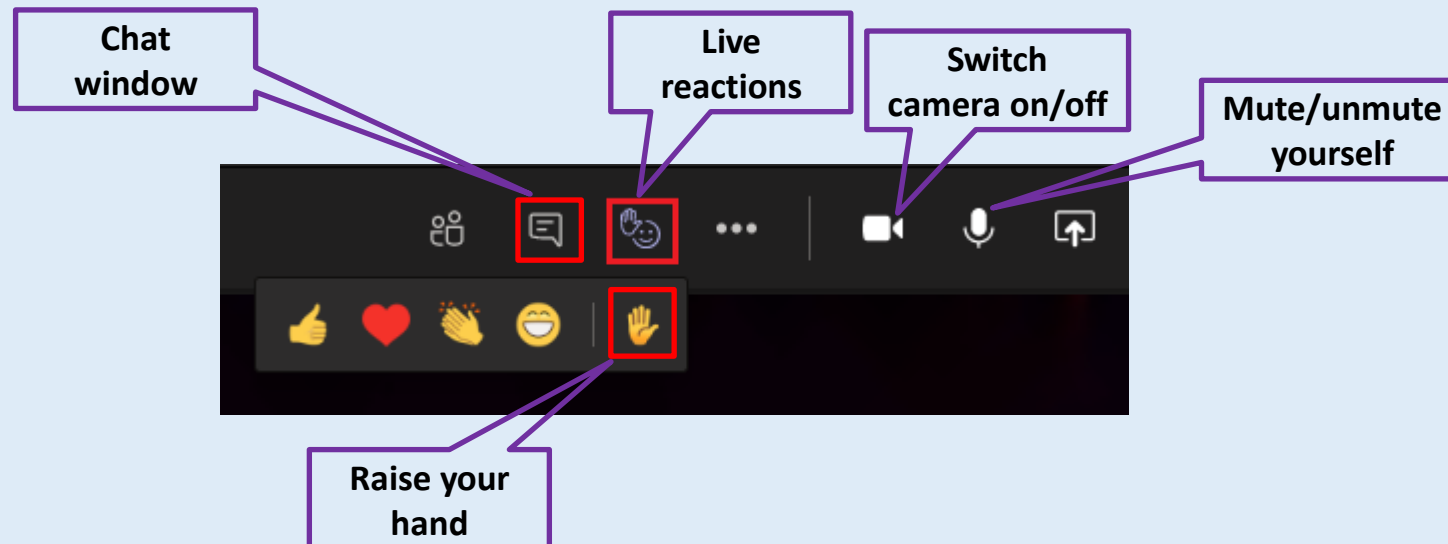 Chat
window
Live
reactions
Switch
camera on/off
Mute/unmute
yourself
Raise your
hand